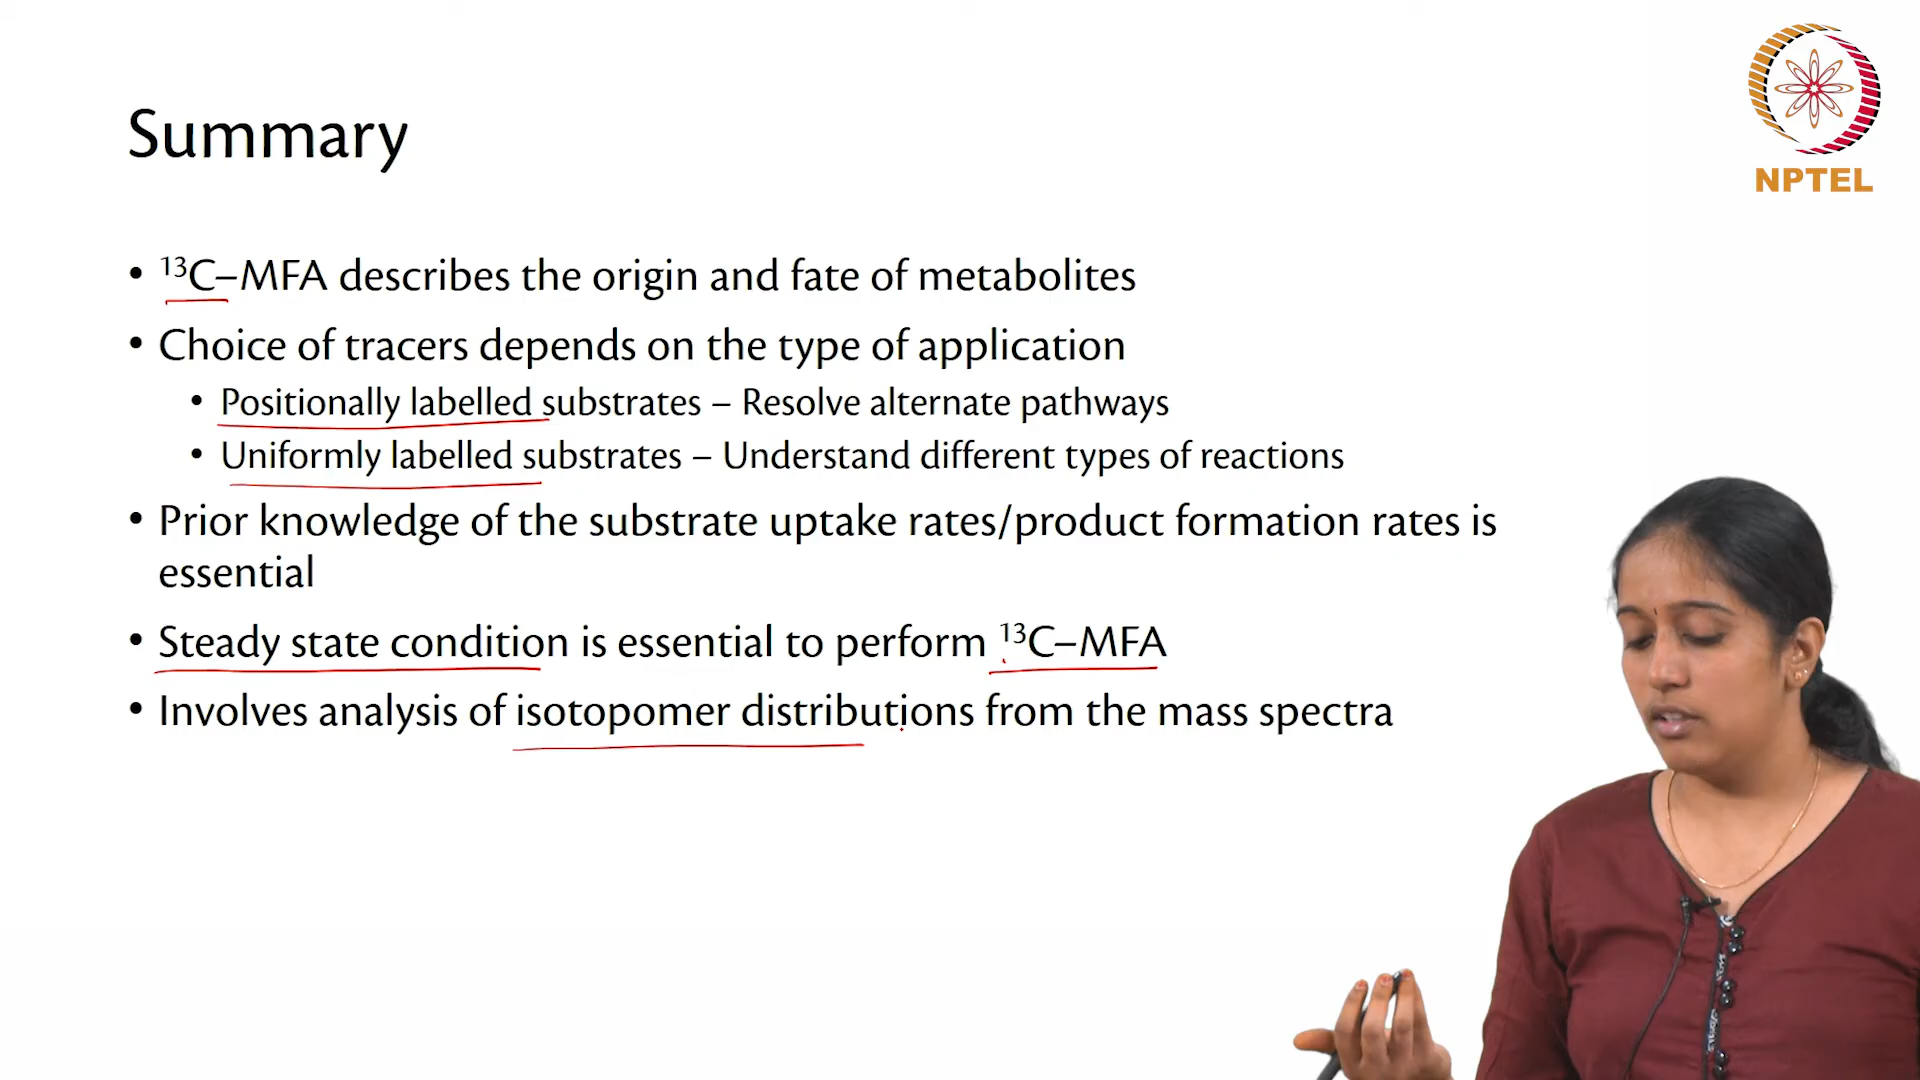 NPTEL
Summary
• ¹³C–MFA describes the origin and fate of metabolites
• Choice of tracers depends on the type of application
• Positionally labelled substrates – Resolve alternate pathways
• Uniformly labelled substrates – Understand different types of reactions
• Prior knowledge of the substrate uptake rates/product formation rates is
essential
• Steady state condition is essential to perform ¹³C–MFA
• Involves analysis of isotopomer distributions from the mass spectra